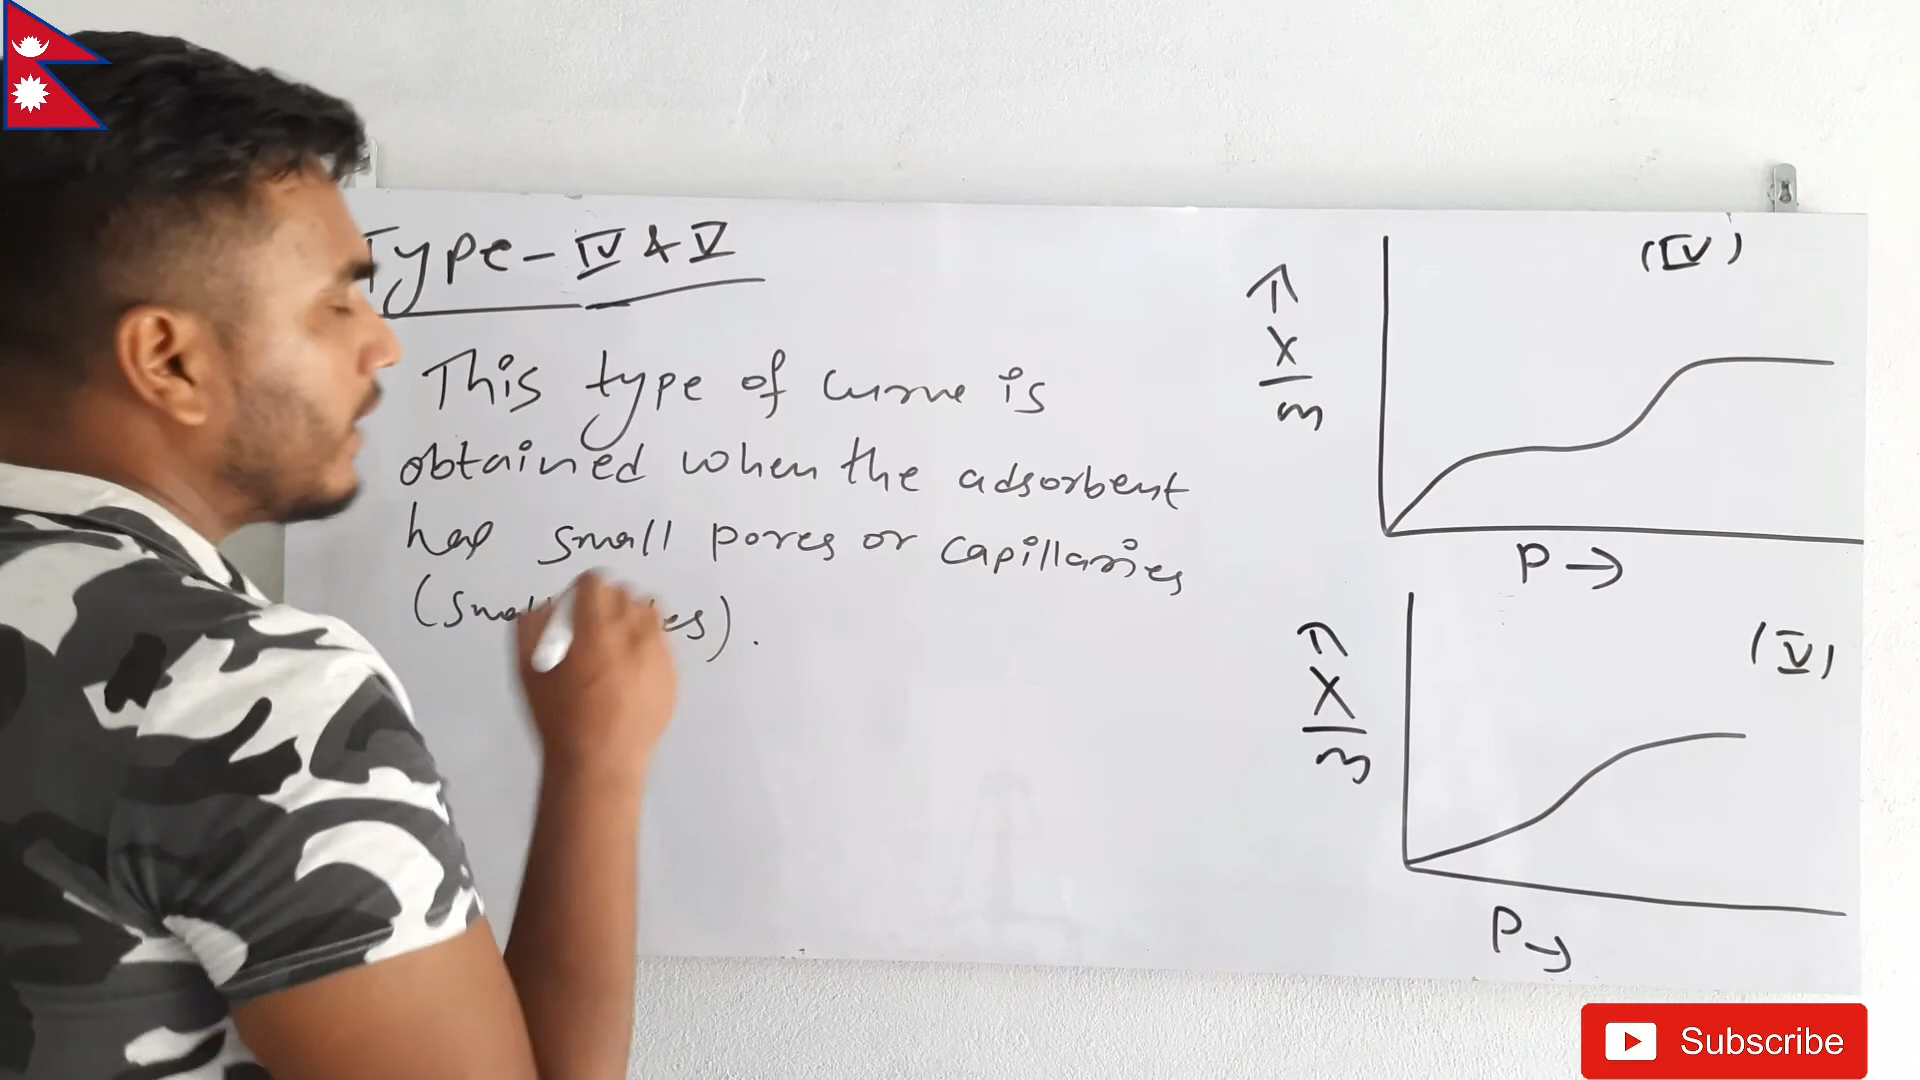 Type - IV & V
This type of curve is
obtained when the adsorbent
has small pores or capillaries
(small).
(IV)
x
m
P →
(V)
x
m
P →
Subscribe